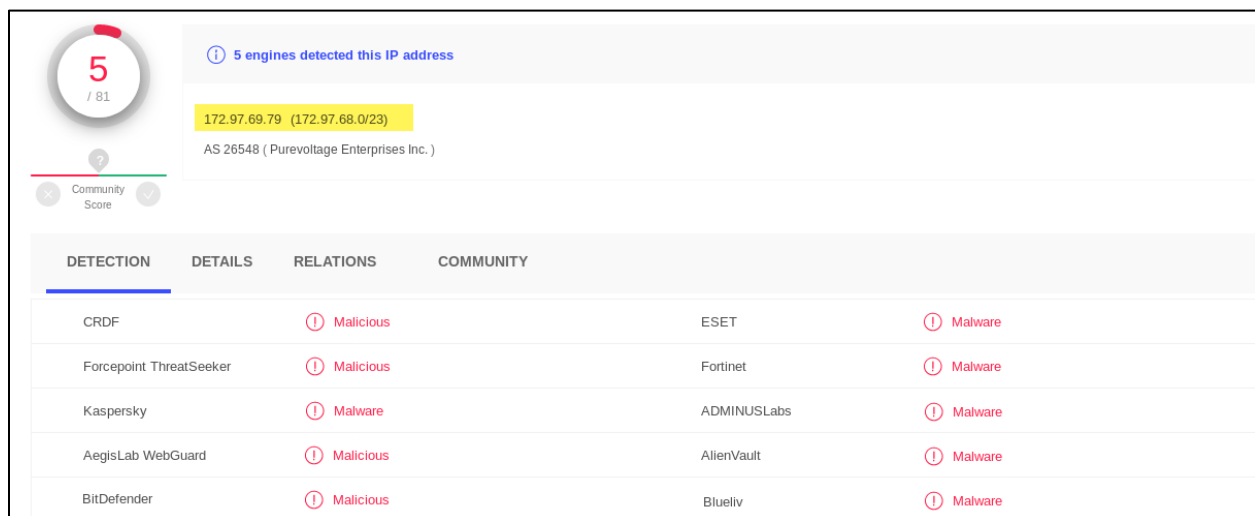 5
/ 81
5 engines detected this IP address
172.97.69.79 (172.97.68.0/23)
AS 26548 ( Purevoltage Enterprises Inc. )
?
Community
Score
DETECTION DETAILS RELATIONS COMMUNITY
CRDF Malicious ESET Malware
Forcepoint ThreatSeeker Malicious Fortinet Malware
Kaspersky Malware ADMINUSLabs Malware
AegisLab WebGuard Malicious AlienVault Malware
BitDefender Malicious Blueliv Malware